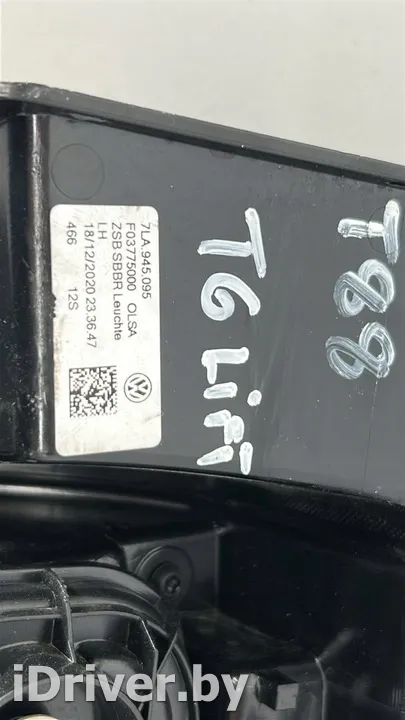 7LA.945.095
F03775000 OLSA
ZSB SBBR Leuchte
LH
18/12/2020 23.36.47
466 12S
T6 Lift
T88
iDriver.by